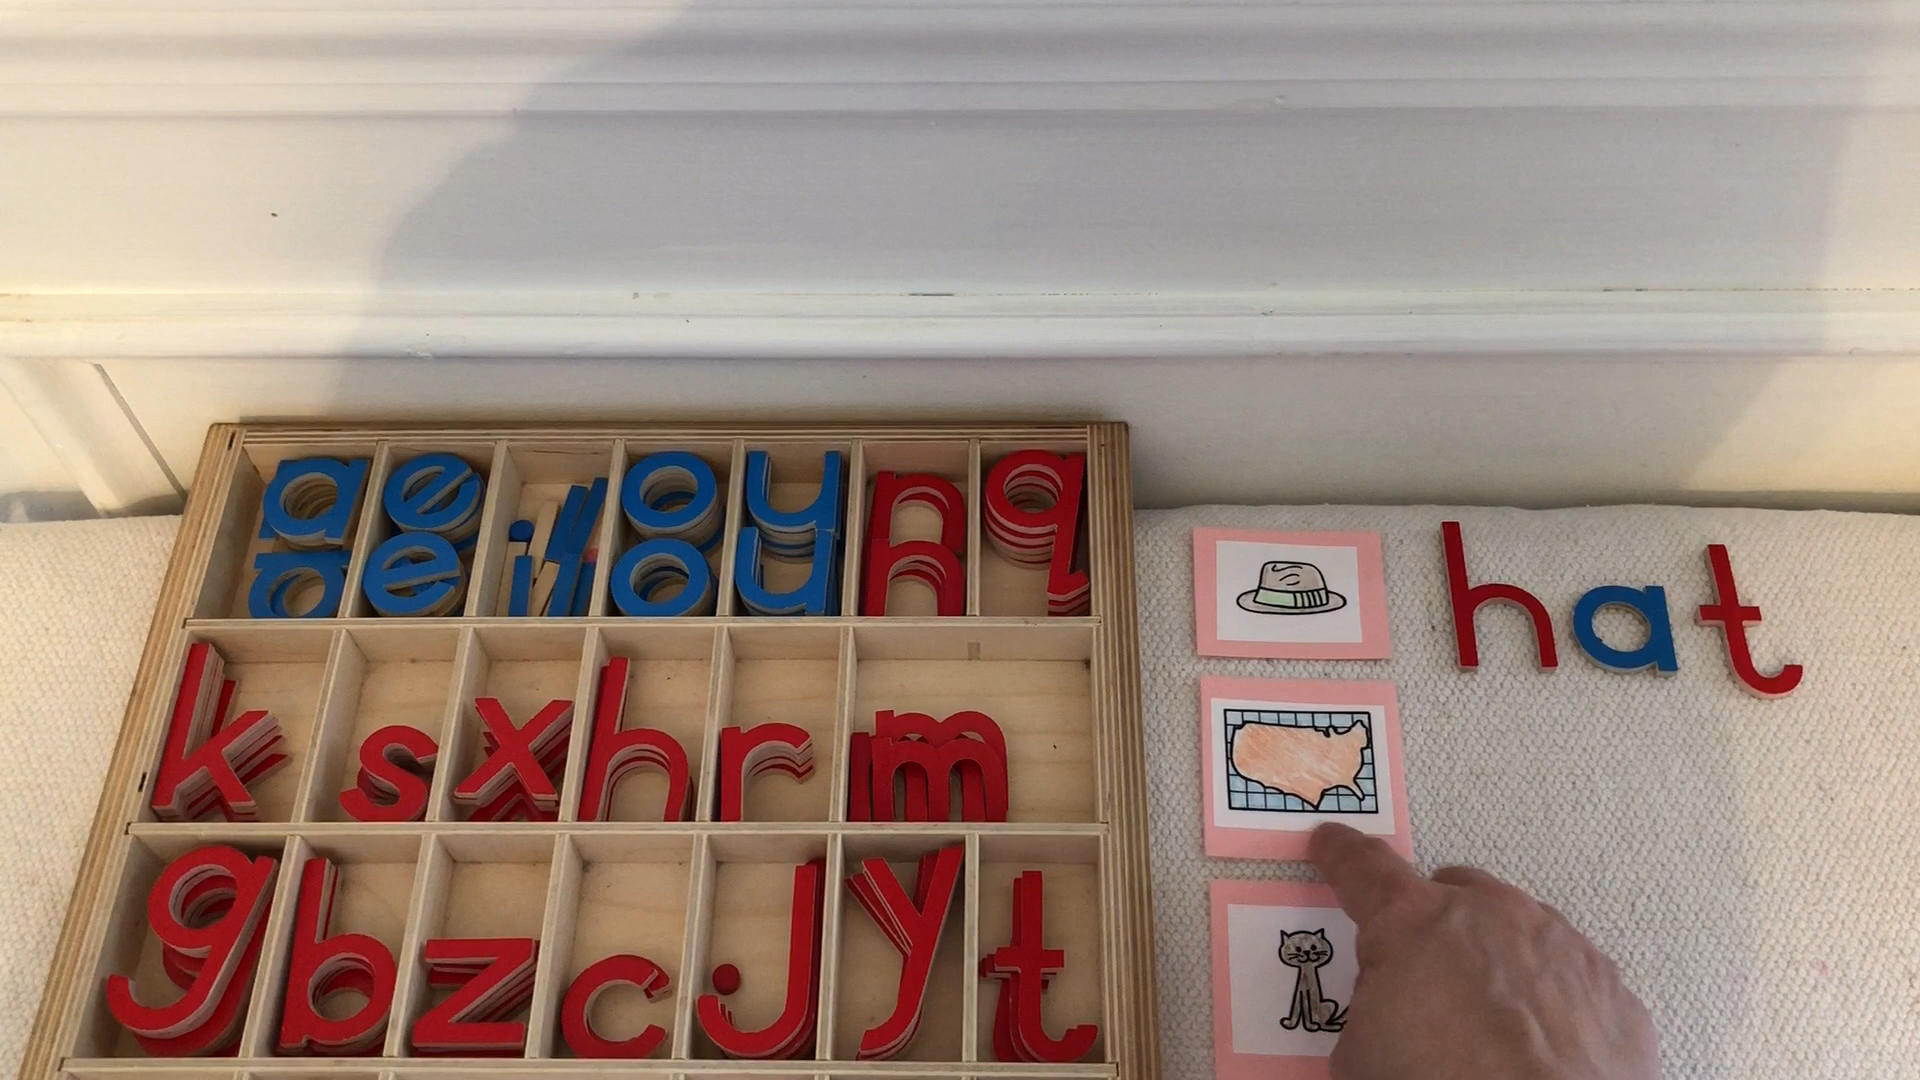 hat
a e i o u n q
a e o u n
k s x h r m
g b z c j y t